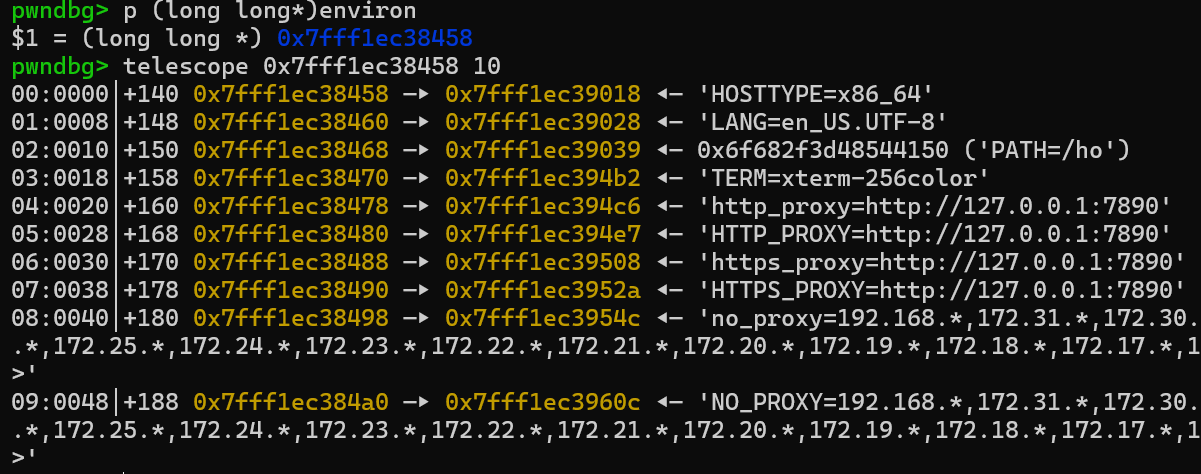 pwndbg> p (long long*)environ
$1 = (long long *) 0x7fff1ec38458
pwndbg> telescope 0x7fff1ec38458 10
00:0000│+140 0x7fff1ec38458 —▸ 0x7fff1ec39018 ◂— 'HOSTTYPE=x86_64'
01:0008│+148 0x7fff1ec38460 —▸ 0x7fff1ec39028 ◂— 'LANG=en_US.UTF-8'
02:0010│+150 0x7fff1ec38468 —▸ 0x7fff1ec39039 ◂— 0x6f682f3d48544150 ('PATH=/ho')
03:0018│+158 0x7fff1ec38470 —▸ 0x7fff1ec394b2 ◂— 'TERM=xterm-256color'
04:0020│+160 0x7fff1ec38478 —▸ 0x7fff1ec394c6 ◂— 'http_proxy=http://127.0.0.1:7890'
05:0028│+168 0x7fff1ec38480 —▸ 0x7fff1ec394e7 ◂— 'HTTP_PROXY=http://127.0.0.1:7890'
06:0030│+170 0x7fff1ec38488 —▸ 0x7fff1ec39508 ◂— 'https_proxy=http://127.0.0.1:7890'
07:0038│+178 0x7fff1ec38490 —▸ 0x7fff1ec3952a ◂— 'HTTPS_PROXY=http://127.0.0.1:7890'
08:0040│+180 0x7fff1ec38498 —▸ 0x7fff1ec3954c ◂— 'no_proxy=192.168.*,172.31.*,172.30.
.*,172.25.*,172.24.*,172.23.*,172.22.*,172.21.*,172.20.*,172.19.*,172.18.*,172.17.*,1
>'
09:0048│+188 0x7fff1ec384a0 —▸ 0x7fff1ec3960c ◂— 'NO_PROXY=192.168.*,172.31.*,172.30.
.*,172.25.*,172.24.*,172.23.*,172.22.*,172.21.*,172.20.*,172.19.*,172.18.*,172.17.*,1
>'